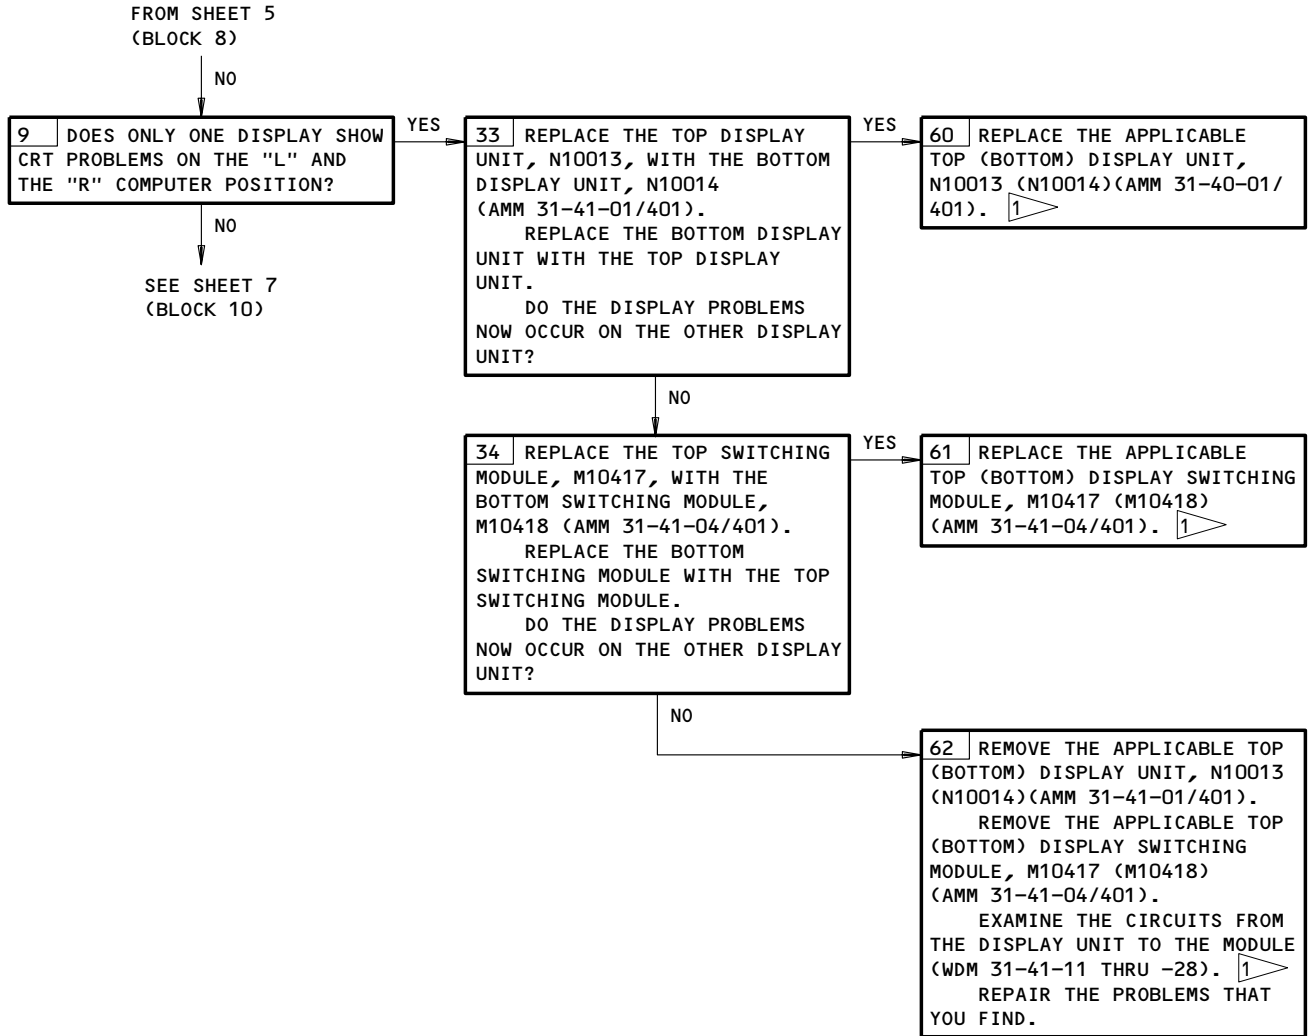 FROM SHEET 5
(BLOCK 8)
NO
9 DOES ONLY ONE DISPLAY SHOW
CRT PROBLEMS ON THE "L" AND
THE "R" COMPUTER POSITION?
YES
NO
SEE SHEET 7
(BLOCK 10)
33 REPLACE THE TOP DISPLAY
UNIT, N10013, WITH THE BOTTOM
DISPLAY UNIT, N10014
(AMM 31-41-01/401).
REPLACE THE BOTTOM DISPLAY
UNIT WITH THE TOP DISPLAY
UNIT.
DO THE DISPLAY PROBLEMS
NOW OCCUR ON THE OTHER DISPLAY
UNIT?
YES
60 REPLACE THE APPLICABLE
TOP (BOTTOM) DISPLAY UNIT,
N10013 (N10014)(AMM 31-40-01/
401). 1
NO
34 REPLACE THE TOP SWITCHING
MODULE, M10417, WITH THE
BOTTOM SWITCHING MODULE,
M10418 (AMM 31-41-04/401).
REPLACE THE BOTTOM
SWITCHING MODULE WITH THE TOP
SWITCHING MODULE.
DO THE DISPLAY PROBLEMS
NOW OCCUR ON THE OTHER DISPLAY
UNIT?
YES
61 REPLACE THE APPLICABLE
TOP (BOTTOM) DISPLAY SWITCHING
MODULE, M10417 (M10418)
(AMM 31-41-04/401). 1
NO
62 REMOVE THE APPLICABLE TOP
(BOTTOM) DISPLAY UNIT, N10013
(N10014)(AMM 31-41-01/401).
REMOVE THE APPLICABLE TOP
(BOTTOM) DISPLAY SWITCHING
MODULE, M10417 (M10418)
(AMM 31-41-04/401).
EXAMINE THE CIRCUITS FROM
THE DISPLAY UNIT TO THE MODULE
(WDM 31-41-11 THRU -28). 1
REPAIR THE PROBLEMS THAT
YOU FIND.